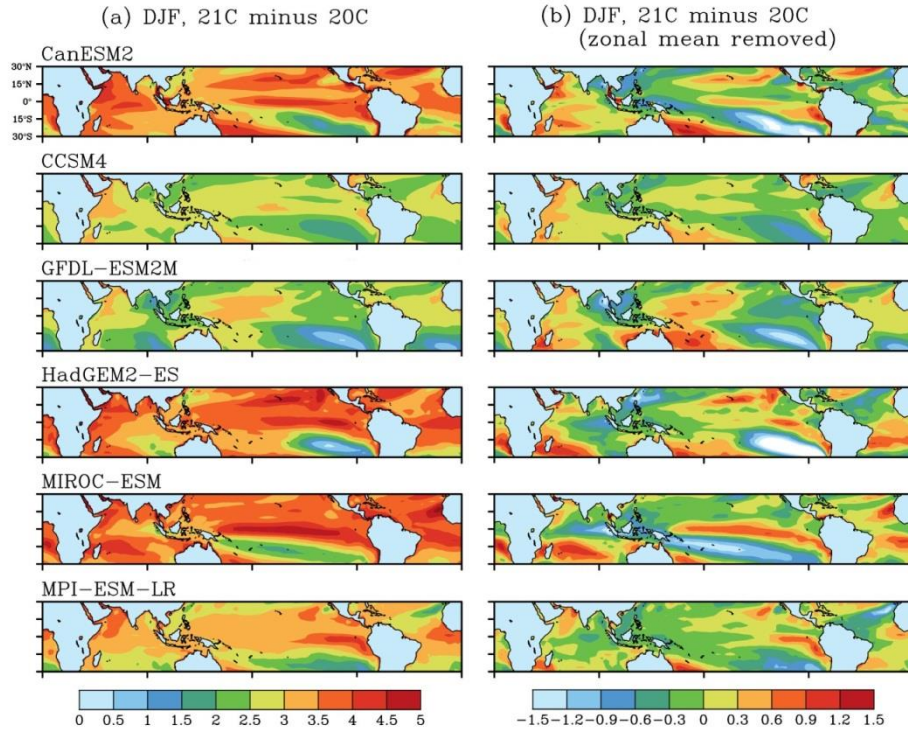 (a) DJF, 21C minus 20C
(b) DJF, 21C minus 20C
(zonal mean removed)
CanESM2
30°N
15°N
0°
15°S
30°S
CCSM4
GFDL−ESM2M
HadGEM2−ES
MIROC−ESM
MPI−ESM−LR
0 0.5 1 1.5 2 2.5 3 3.5 4 4.5 5
−1.5−1.2−0.9−0.6−0.3 0 0.3 0.6 0.9 1.2 1.5